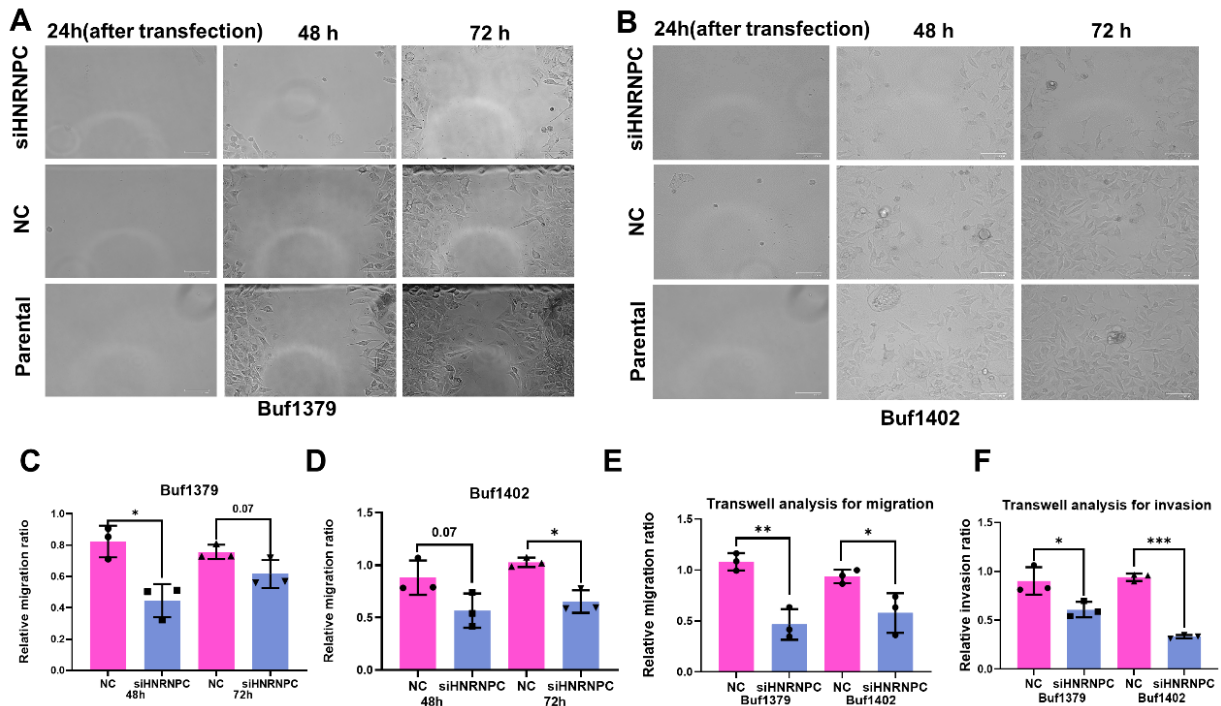 A
24h(after transfection) 48 h 72 h
siHNRNPC
NC
Parental
Buf1379
B
24h(after transfection) 48 h 72 h
siHNRNPC
NC
Parental
Buf1402
C
Buf1379
Relative migration ratio
1.0
0.8
0.6
0.4
0.2
0.0
*
0.07
NC siHNRNPC NC siHNRNPC
48h 72h
D
Buf1402
Relative migration ratio
1.5
1.0
0.5
0.0
0.07
*
NC siHNRNPC NC siHNRNPC
48h 72h
E
Transwell analysis for migration
Relative migration ratio
1.5
1.0
0.5
0.0
**
*
NC siHNRNPC NC siHNRNPC
Buf1379 Buf1402
F
Transwell analysis for invasion
Relative invasion ratio
1.5
1.0
0.5
0.0
*
***
NC siHNRNPC NC siHNRNPC
Buf1379 Buf1402